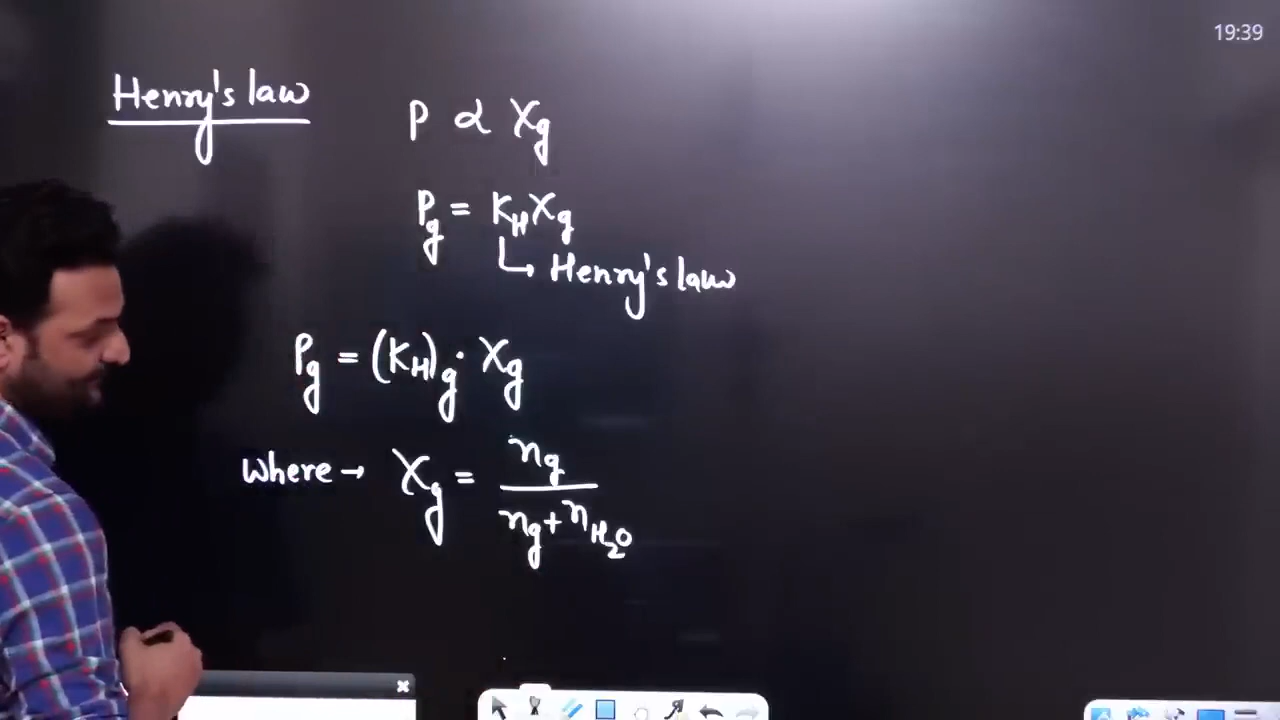 19:39
Henry's law
P ∝ Xg
Pg = KH Xg
↳ Henry's law
Pg = (KH)g · Xg
where → Xg = ng / ng + nH₂O